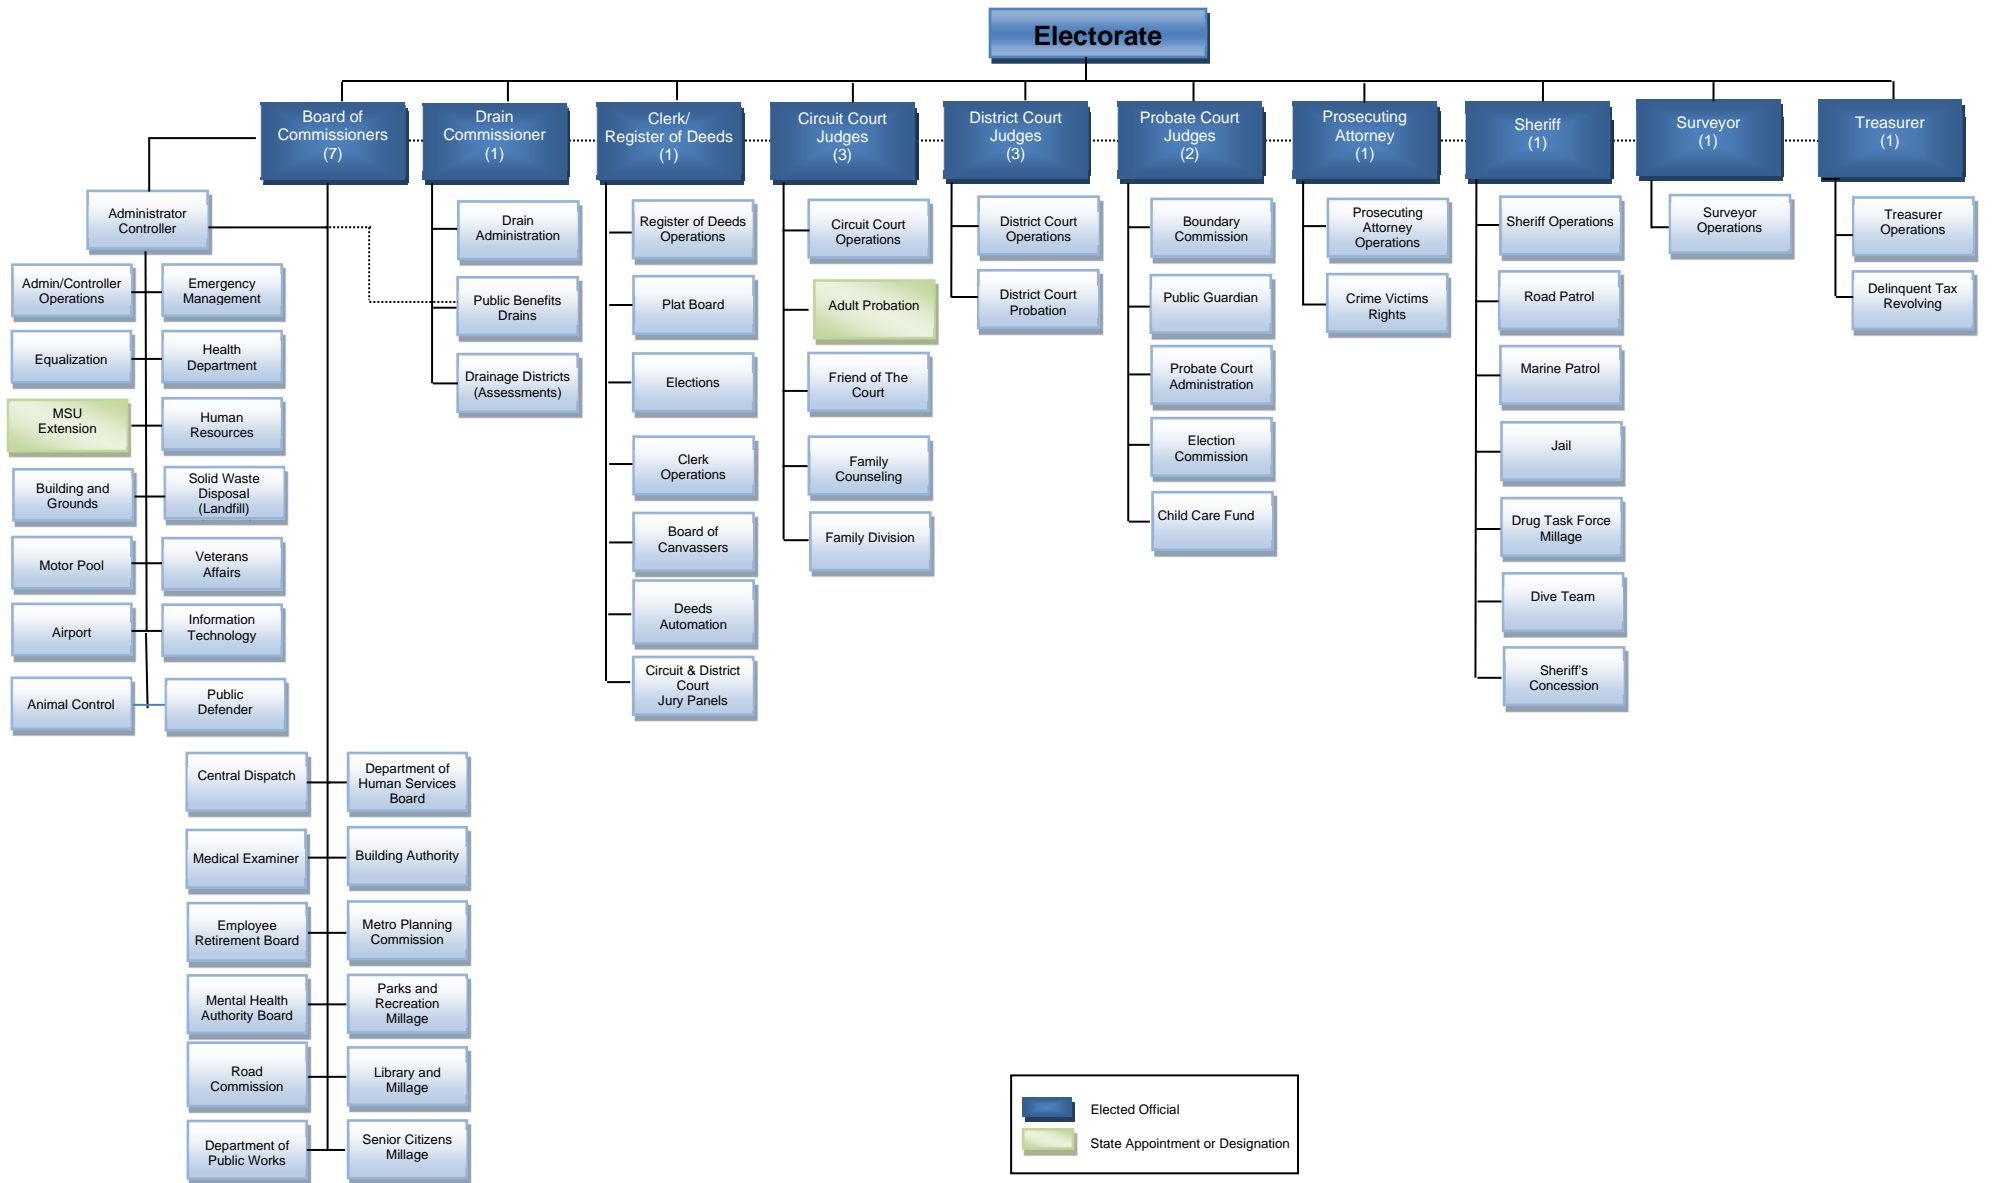 Electorate
Board of
Commissioners
(7)
Drain
Commissioner
(1)
Clerk/
Register of Deeds
(1)
Circuit Court
Judges
(3)
District Court
Judges
(3)
Probate Court
Judges
(2)
Prosecuting
Attorney
(1)
Sheriff
(1)
Surveyor
(1)
Treasurer
(1)
Administrator
Controller
Admin/Controller
Operations
Emergency
Management
Equalization
Health
Department
MSU
Extension
Human
Resources
Building and
Grounds
Solid Waste
Disposal
(Landfill)
Motor Pool
Veterans
Affairs
Airport
Information
Technology
Animal Control
Public
Defender
Central Dispatch
Department of
Human Services
Board
Medical Examiner
Building Authority
Employee
Retirement Board
Metro Planning
Commission
Mental Health
Authority Board
Parks and
Recreation
Millage
Road
Commission
Library and
Millage
Department of
Public Works
Senior Citizens
Millage
Drain
Administration
Public Benefits
Drains
Drainage Districts
(Assessments)
Register of Deeds
Operations
Plat Board
Elections
Clerk
Operations
Board of
Canvassers
Deeds
Automation
Circuit & District
Court
Jury Panels
Circuit Court
Operations
Adult Probation
Friend of The
Court
Family
Counseling
Family Division
District Court
Operations
District Court
Probation
Boundary
Commission
Public Guardian
Probate Court
Administration
Election
Commission
Child Care Fund
Prosecuting
Attorney
Operations
Crime Victims
Rights
Sheriff Operations
Road Patrol
Marine Patrol
Jail
Drug Task Force
Millage
Dive Team
Sheriff's
Concession
Surveyor
Operations
Treasurer
Operations
Delinquent Tax
Revolving
Elected Official
State Appointment or Designation